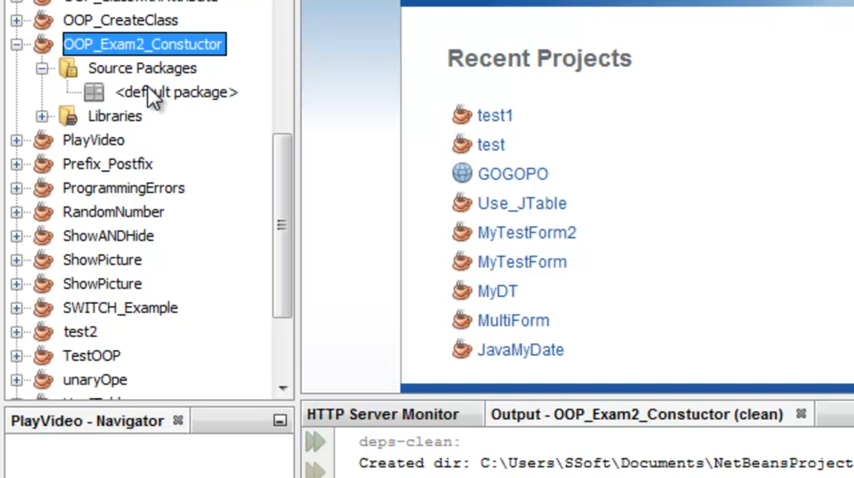 OOP_CreateClass
OOP_Exam2_Constuctor
Source Packages
<default package>
Libraries
PlayVideo
Prefix_Postfix
ProgrammingErrors
RandomNumber
ShowANDHide
ShowPicture
ShowPicture
SWITCH_Example
test2
TestOOP
unaryOpe
PlayVideo - Navigator
Recent Projects
test1
test
GOGOPO
Use_JTable
MyTestForm2
MyTestForm
MyDT
MultiForm
JavaMyDate
HTTP Server Monitor
Output - OOP_Exam2_Constuctor (clean)
deps-clean:
Created dir: C:\Users\SSoft\Documents\NetBeansProject